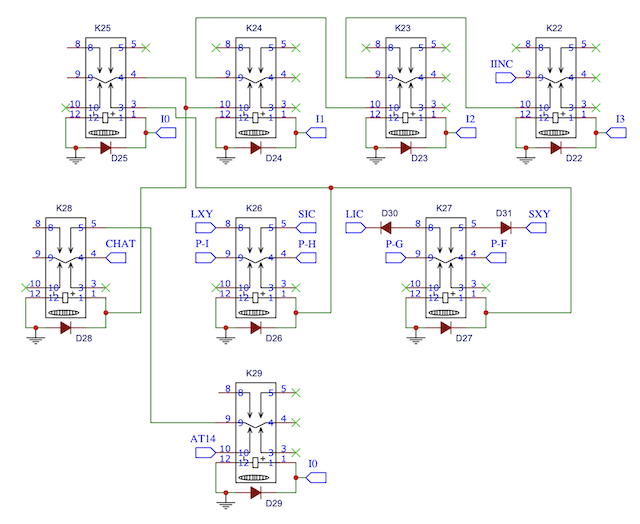 K25 K24 K23 K22
8 8 5 5 8 8 5 5 8 8 5 5 8 8 5 5
IINC
9 9 4 4 9 9 4 4 9 9 4 4 9 9 4 4
10 10 3 3 10 10 3 3 10 10 3 3 10 10 3 3
12 12 + 1 1 12 12 + 1 1 12 12 + 1 1 12 12 + 1 1
I0 I1 I2 I3
D25 D24 D23 D22
K28 K26 K27
LXY SIC LIC D30 D31 SXY
8 8 5 5 8 8 5 5 8 8 5 5
CHAT P-I P-H P-G P-F
9 9 4 4 9 9 4 4 9 9 4 4
10 10 3 3 10 10 3 3 10 10 3 3
12 12 + 1 1 12 12 + 1 1 12 12 + 1 1
D28 D26 D27
K29
8 8 5 5
9 9 4 4
AT14
10 10 3 3
12 12 + 1 1
I0
D29